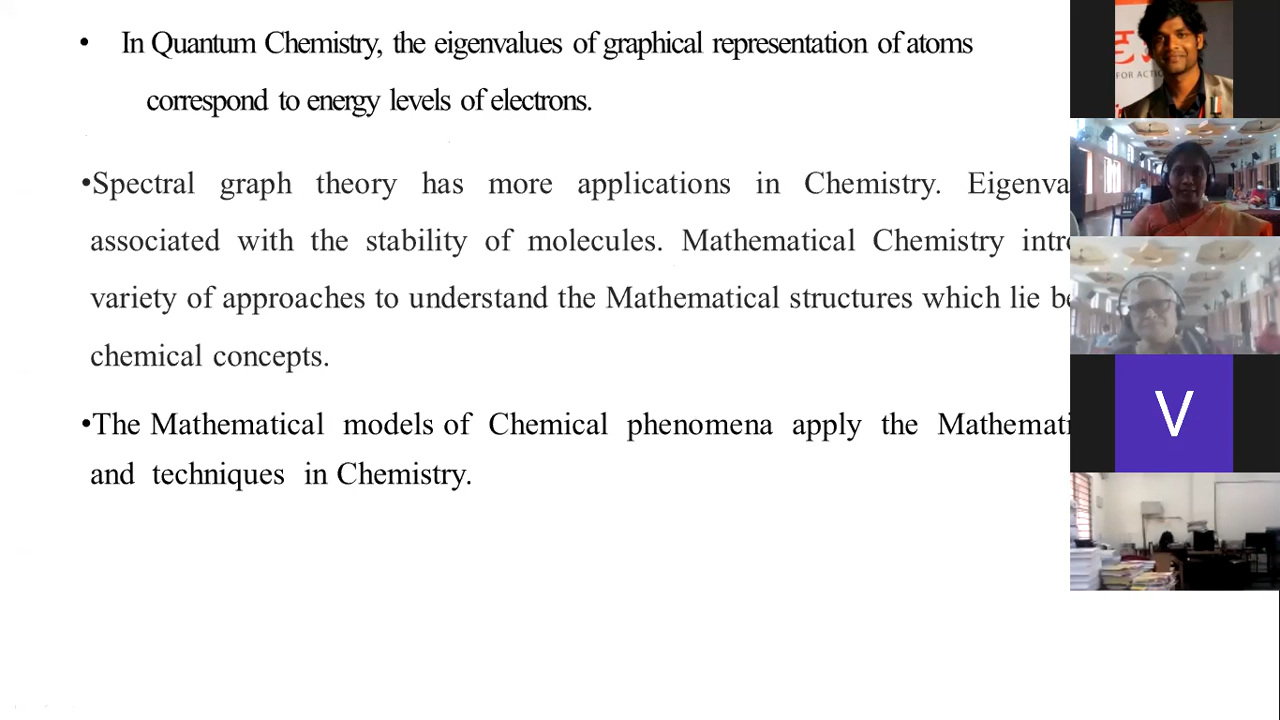 • In Quantum Chemistry, the eigenvalues of graphical representation of atoms
correspond to energy levels of electrons.
•Spectral graph theory has more applications in Chemistry.
associated with the stability of molecules. Mathematical Chemistry
variety of approaches to understand the Mathematical structures which lie
chemical concepts.
•The Mathematical models of Chemical phenomena apply the
and techniques in Chemistry.
FOR
V